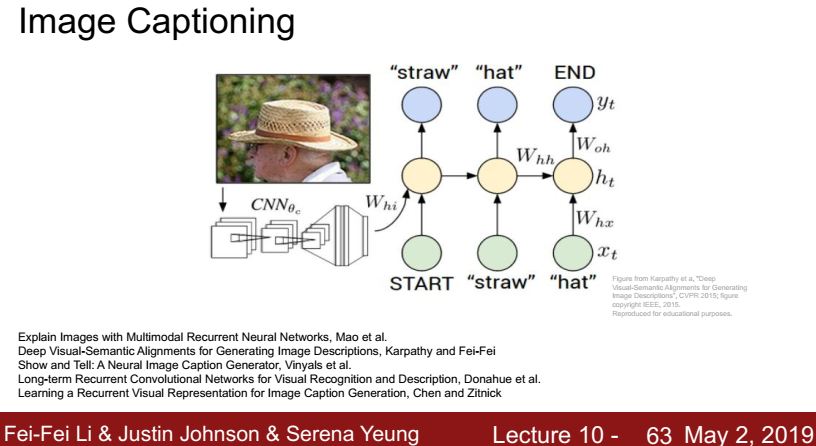 Image Captioning
"straw" "hat" END
y_t
W_hh W_oh
h_t
CNN_θ_c W_hi
W_hx
x_t
START "straw" "hat"
Figure from Karpathy et a, "Deep
Visual-Semantic Alignments for Generating
Image Descriptions", CVPR 2015; figure
copyright IEEE, 2015.
Reproduced for educational purposes.
Explain Images with Multimodal Recurrent Neural Networks, Mao et al.
Deep Visual-Semantic Alignments for Generating Image Descriptions, Karpathy and Fei-Fei
Show and Tell: A Neural Image Caption Generator, Vinyals et al.
Long-term Recurrent Convolutional Networks for Visual Recognition and Description, Donahue et al.
Learning a Recurrent Visual Representation for Image Caption Generation, Chen and Zitnick
Fei-Fei Li & Justin Johnson & Serena Yeung Lecture 10 - 63 May 2, 2019